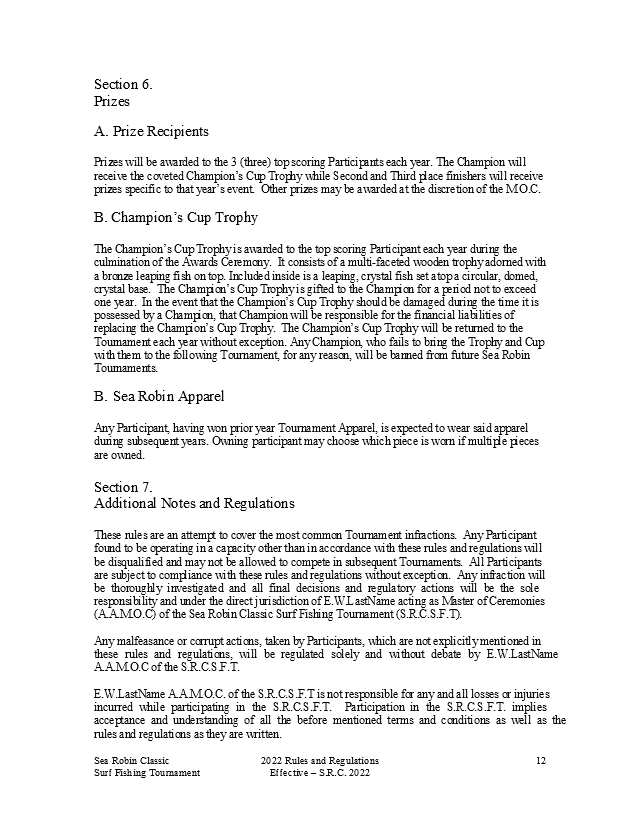 Section 6.
Prizes
A. Prize Recipients
Prizes will be awarded to the 3 (three) top scoring Participants each year. The Champion will
receive the coveted Champion's Cup Trophy while Second and Third place finishers will receive
prizes specific to that year's event.  Other prizes may be awarded at the discretion of the M.O.C.
B. Champion's Cup Trophy
The Champion's Cup Trophy is awarded to the top scoring Participant each year during the
culmination of the Awards Ceremony.  It consists of a multi-faceted wooden trophy adorned with
a bronze leaping fish on top. Included inside is a leaping, crystal fish set atop a circular, domed,
crystal base.  The Champion's Cup Trophy is gifted to the Champion for a period not to exceed
one year.  In the event that the Champion's Cup Trophy should be damaged during the time it is
possessed by a Champion, that Champion will be responsible for the financial liabilities of
replacing the Champion's Cup Trophy.  The Champion's Cup Trophy will be returned to the
Tournament each year without exception. Any Champion, who fails to bring the Trophy and Cup
with them to the following Tournament, for any reason, will be banned from future Sea Robin
Tournaments.
B. Sea Robin Apparel
Any Participant, having won prior year Tournament Apparel, is expected to wear said apparel
during subsequent years. Owning participant may choose which piece is worn if multiple pieces
are owned.
Section 7.
Additional Notes and Regulations
These rules are an attempt to cover the most common Tournament infractions.  Any Participant
found to be operating in a capacity other than in accordance with these rules and regulations will
be disqualified and may not be allowed to compete in subsequent Tournaments.  All Participants
are subject to compliance with these rules and regulations without exception.  Any infraction will
be thoroughly investigated and all final decisions and regulatory actions will be the sole
responsibility and under the direct jurisdiction of E.W.LastName acting as Master of Ceremonies
(A.A.M.O.C) of the Sea Robin Classic Surf Fishing Tournament (S.R.C.S.F.T).
Any malfeasance or corrupt actions, taken by Participants, which are not explicitly mentioned in
these rules and regulations, will be regulated solely and without debate by E.W.LastName
A.A.M.O.C of the S.R.C.S.F.T.
E.W.LastName A.A.M.O.C. of the S.R.C.S.F.T is not responsible for any and all losses or injuries
incurred while participating in the S.R.C.S.F.T.  Participation in the S.R.C.S.F.T. implies
acceptance and understanding of all the before mentioned terms and conditions as well as the
rules and regulations as they are written.
Sea Robin Classic 2022 Rules and Regulations 12
Surf Fishing Tournament Effective – S.R.C. 2022